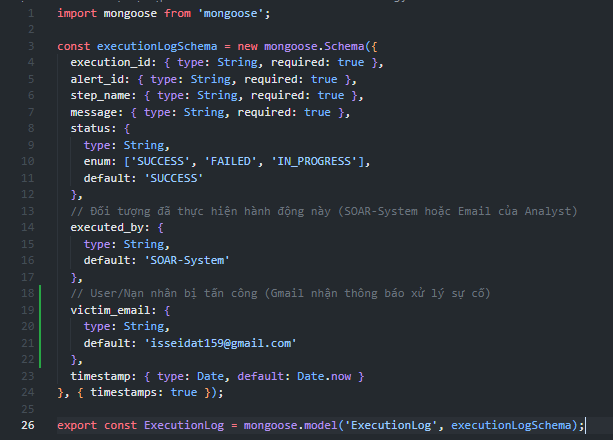 1 import mongoose from 'mongoose';
2
3 const executionLogSchema = new mongoose.Schema({
4   execution_id: { type: String, required: true },
5   alert_id: { type: String, required: true },
6   step_name: { type: String, required: true },
7   message: { type: String, required: true },
8   status: {
9     type: String,
10     enum: ['SUCCESS', 'FAILED', 'IN_PROGRESS'],
11     default: 'SUCCESS'
12   },
13   // Đối tượng đã thực hiện hành động này (SOAR-System hoặc Email của Analyst)
14   executed_by: {
15     type: String,
16     default: 'SOAR-System'
17   },
18   // User/Nạn nhân bị tấn công (Gmail nhận thông báo xử lý sự cố)
19   victim_email: {
20     type: String,
21     default: 'isseidat159@gmail.com'
22   },
23   timestamp: { type: Date, default: Date.now }
24 }, { timestamps: true });
25
26 export const ExecutionLog = mongoose.model('ExecutionLog', executionLogSchema);